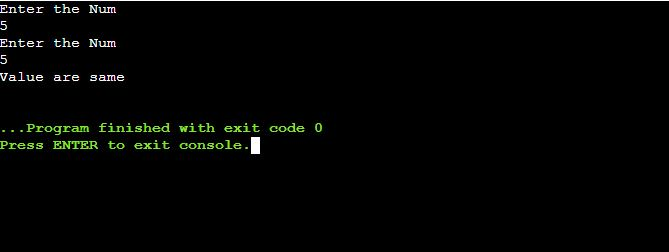 Enter the Num
5
Enter the Num
5
Value are same
...Program finished with exit code 0
Press ENTER to exit console.